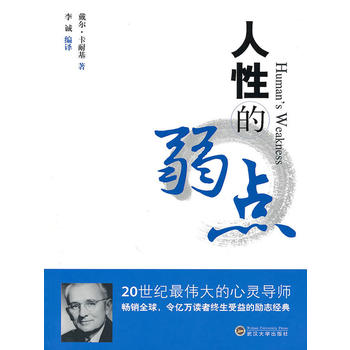 戴尔·卡耐基 著
李诚 编译
人性的
弱点
Human's Weakness
20世纪最伟大的心灵导师
畅销全球，令亿万读者终生受益的励志经典
武汉大学出版社